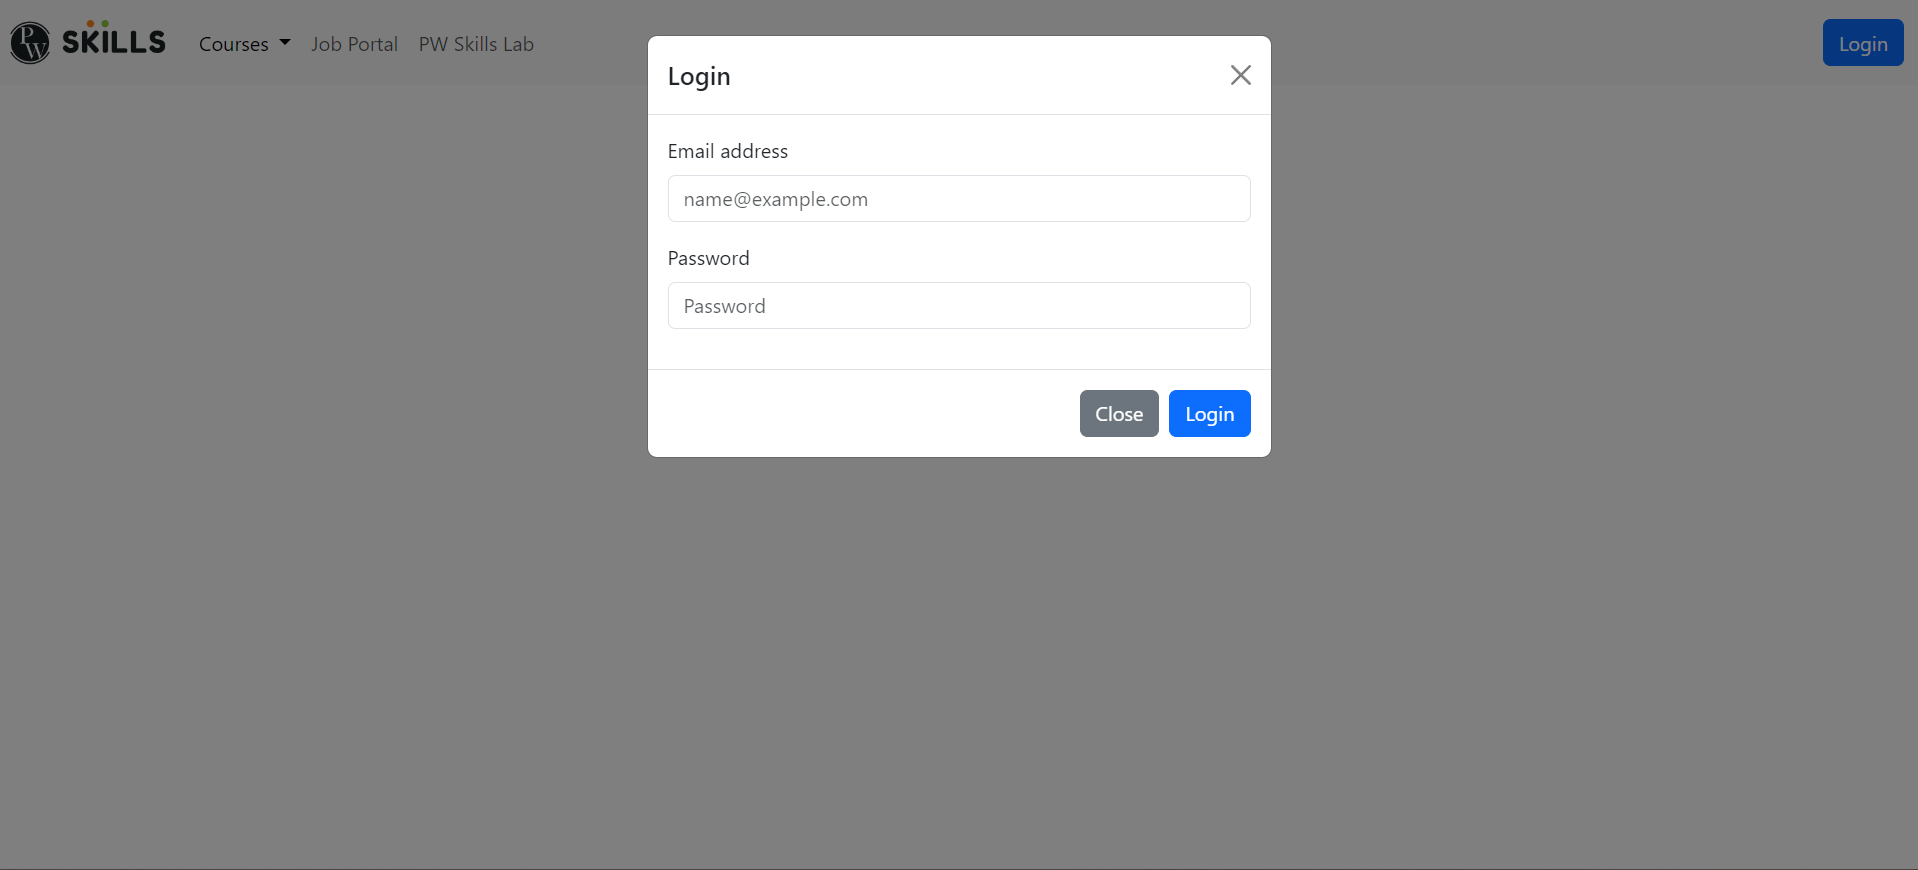 PW SKILLS Courses Job Portal PW Skills Lab Login
Login
Email address
name@example.com
Password
Password
Close Login